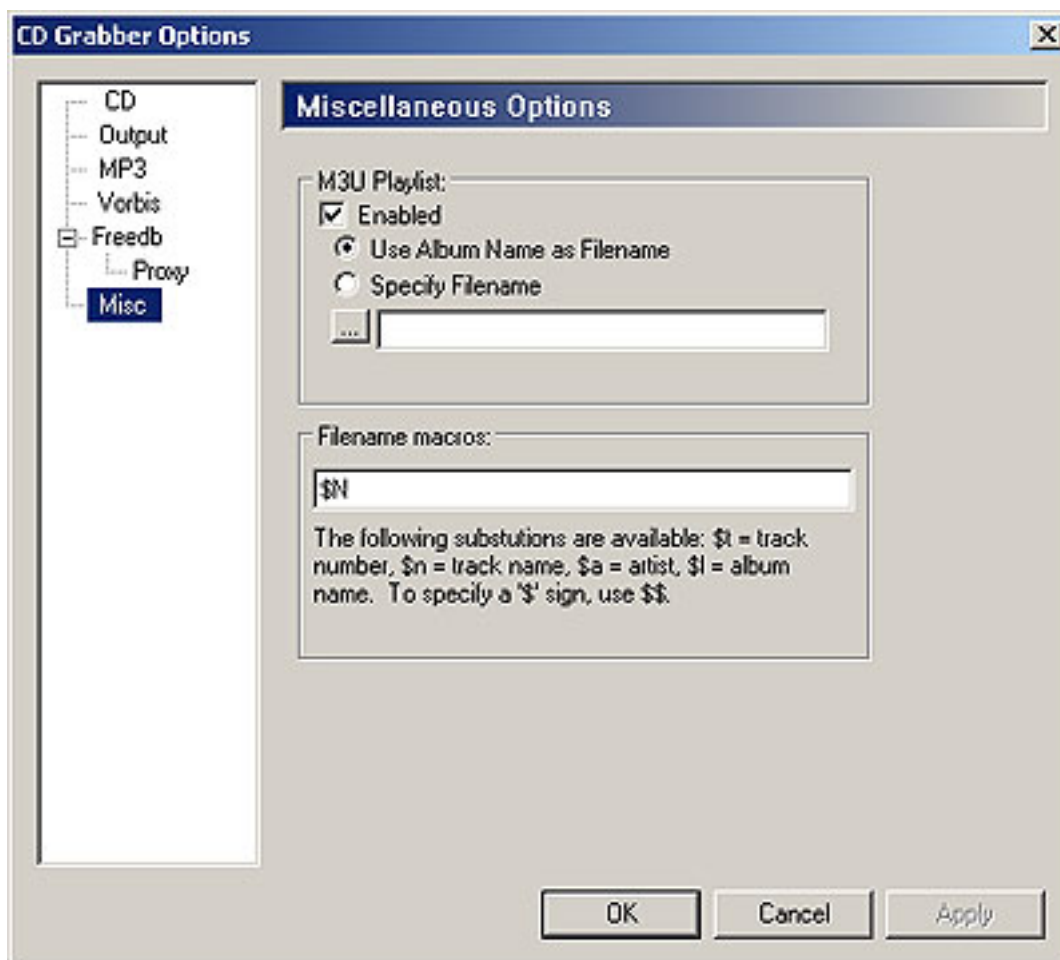 CD Grabber Options
CD
Output
MP3
Vorbis
Freedb
Proxy
Misc
Miscellaneous Options
M3U Playlist:
Enabled
Use Album Name as Filename
Specify Filename
...
Filename macros:
$N
The following substutions are available: $t = track
number, $n = track name, $a = artist, $l = album
name.  To specify a '$' sign, use $$.
OK
Cancel
Apply